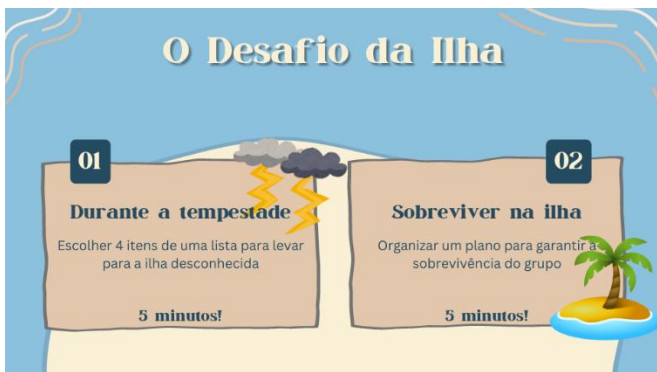 O Desafio da Ilha
01
Durante a tempestade
Escolher 4 itens de uma lista para levar
para a ilha desconhecida
5 minutos!
02
Sobreviver na ilha
Organizar um plano para garantir a
sobrevivência do grupo
5 minutos!